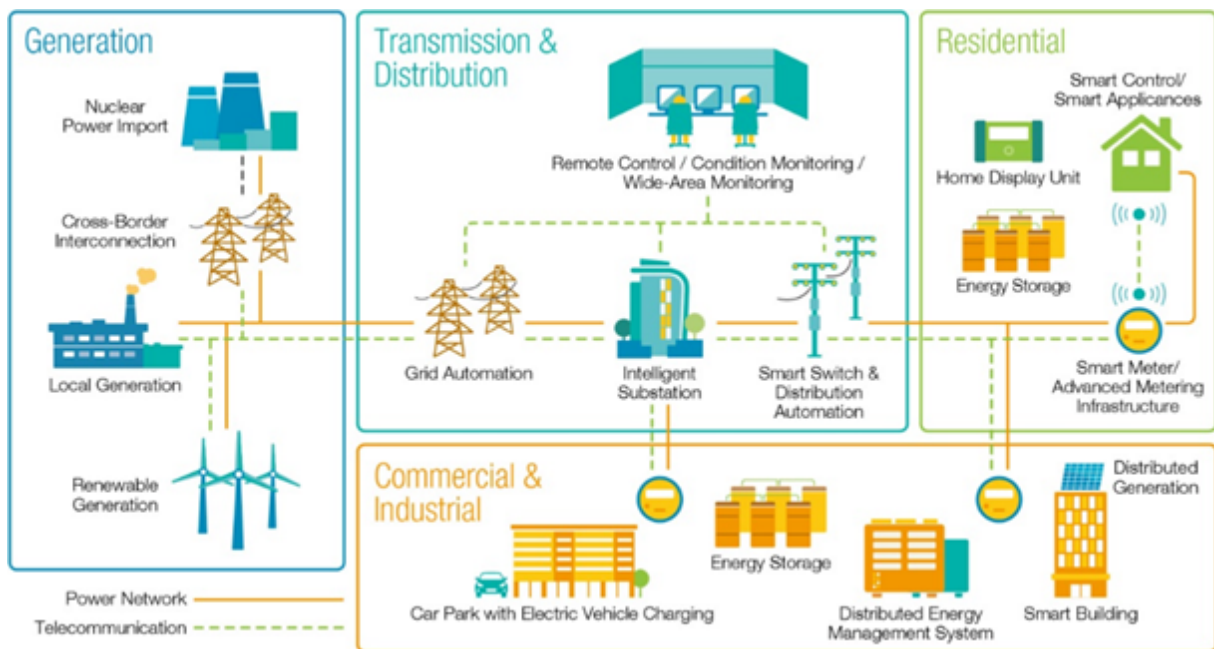 Generation
Nuclear
Power Import
Cross-Border
Interconnection
Local Generation
Renewable
Generation
Power Network
Telecommunication
Transmission &
Distribution
Remote Control / Condition Monitoring /
Wide-Area Monitoring
Grid Automation
Intelligent
Substation
Smart Switch &
Distribution
Automation
Residential
Smart Control/
Smart Applicances
Home Display Unit
Energy Storage
Smart Meter/
Advanced Metering
Infrastructure
Commercial &
Industrial
Car Park with Electric Vehicle Charging
Energy Storage
Distributed Energy
Management System
Distributed
Generation
Smart Building